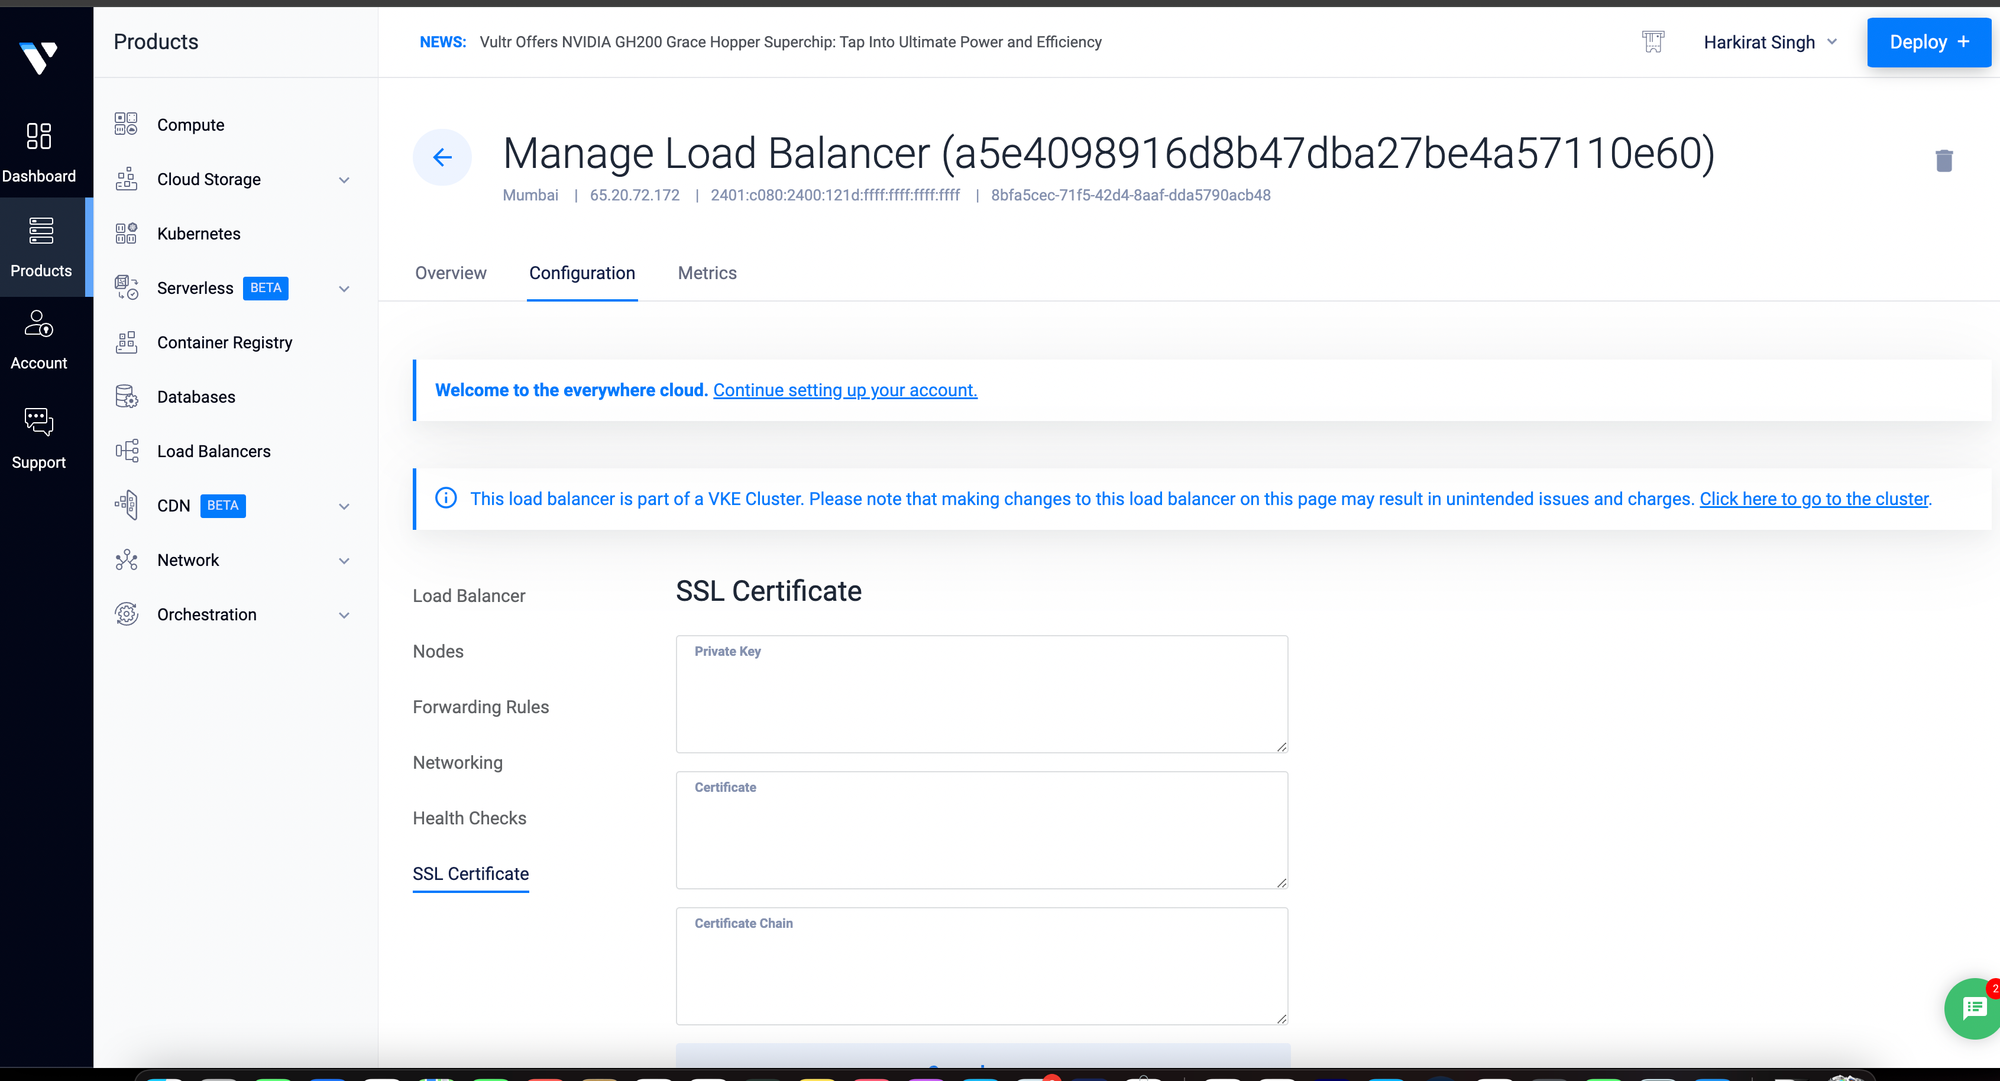 Products
NEWS: Vultr Offers NVIDIA GH200 Grace Hopper Superchip: Tap Into Ultimate Power and Efficiency
Harkirat Singh
Deploy +
Dashboard
Products
Account
Support
Compute
Cloud Storage
Kubernetes
Serverless BETA
Container Registry
Databases
Load Balancers
CDN BETA
Network
Orchestration
Manage Load Balancer (a5e4098916d8b47dba27be4a57110e60)
Mumbai | 65.20.72.172 | 2401:c080:2400:121d:ffff:ffff:ffff:ffff | 8bfa5cec-71f5-42d4-8aaf-dda5790acb48
Overview
Configuration
Metrics
Welcome to the everywhere cloud. Continue setting up your account.
This load balancer is part of a VKE Cluster. Please note that making changes to this load balancer on this page may result in unintended issues and charges. Click here to go to the cluster.
Load Balancer
Nodes
Forwarding Rules
Networking
Health Checks
SSL Certificate
SSL Certificate
Private Key
Certificate
Certificate Chain
2